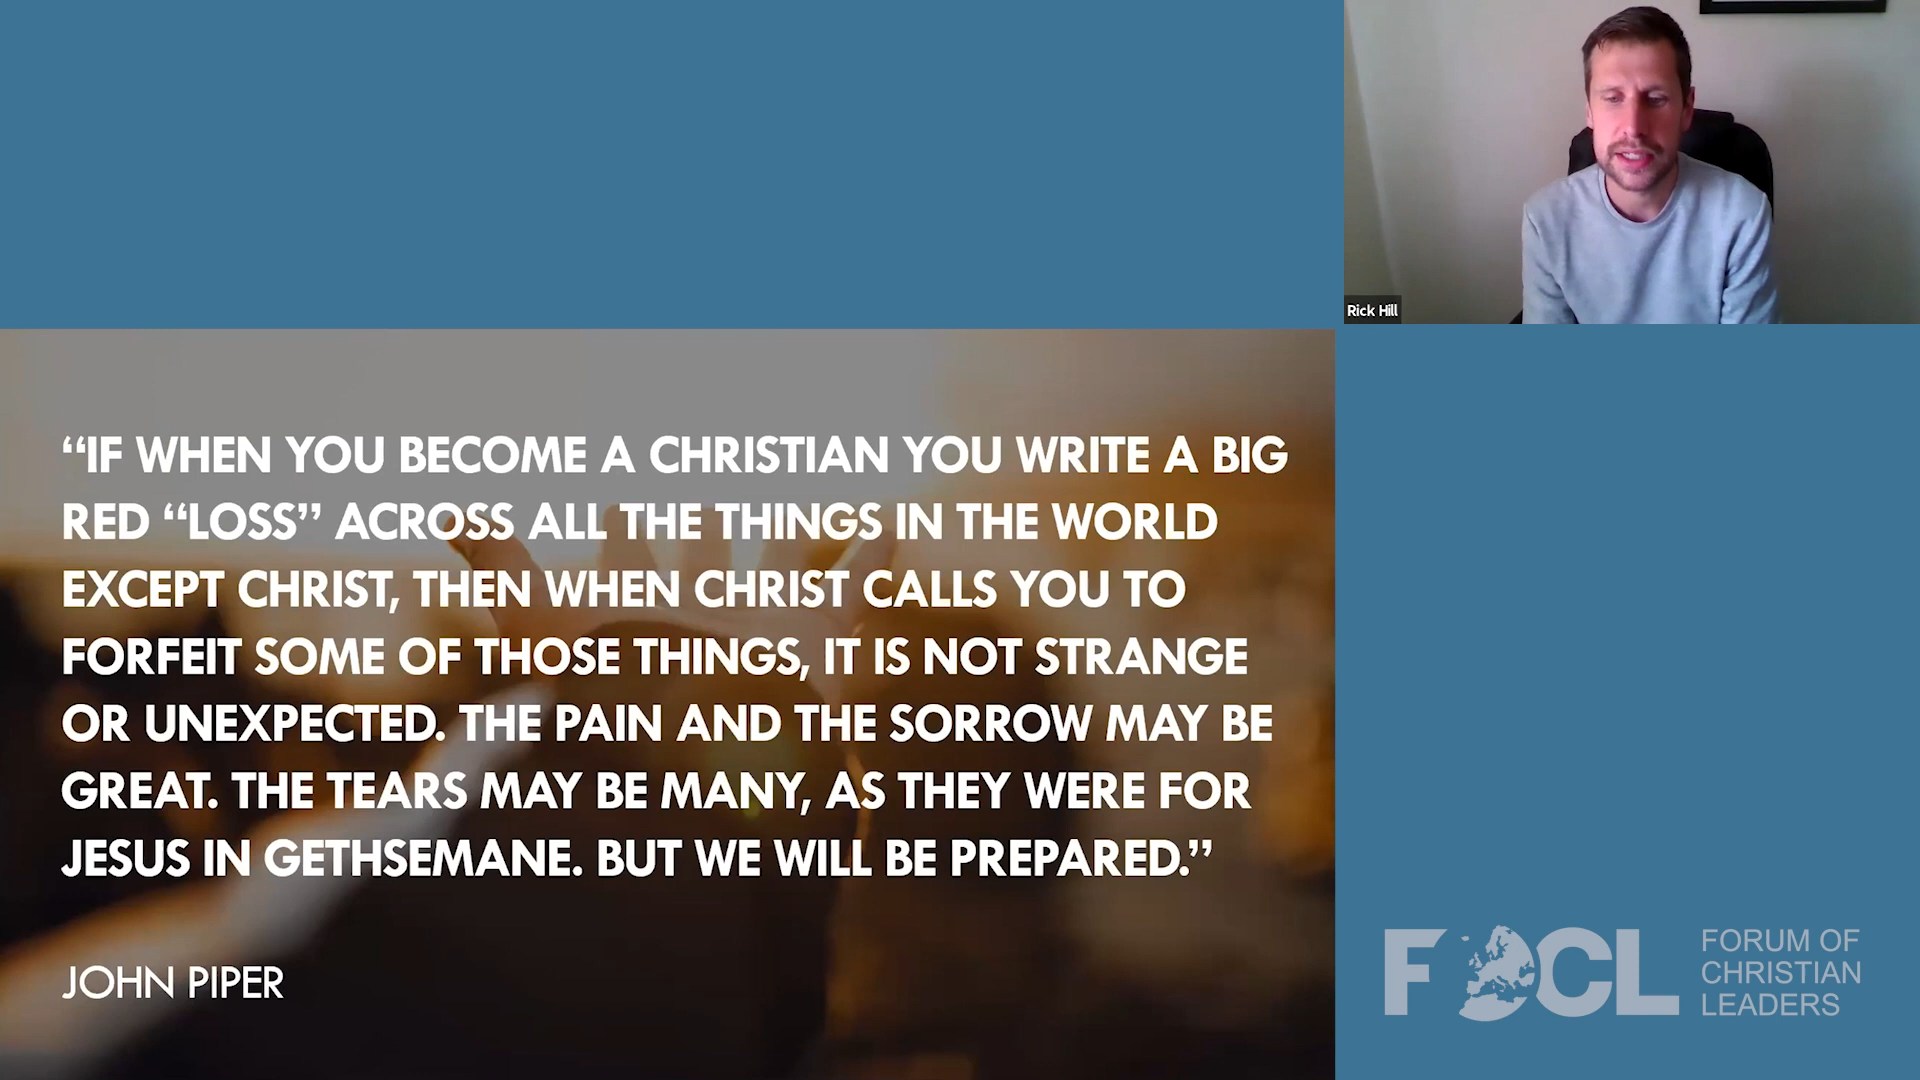 Rick Hill
“IF WHEN YOU BECOME A CHRISTIAN YOU WRITE A BIG
RED “LOSS” ACROSS ALL THE THINGS IN THE WORLD
EXCEPT CHRIST, THEN WHEN CHRIST CALLS YOU TO
FORFEIT SOME OF THOSE THINGS, IT IS NOT STRANGE
OR UNEXPECTED. THE PAIN AND THE SORROW MAY BE
GREAT. THE TEARS MAY BE MANY, AS THEY WERE FOR
JESUS IN GETHSEMANE. BUT WE WILL BE PREPARED.”
JOHN PIPER
FOCL
FORUM OF
CHRISTIAN
LEADERS